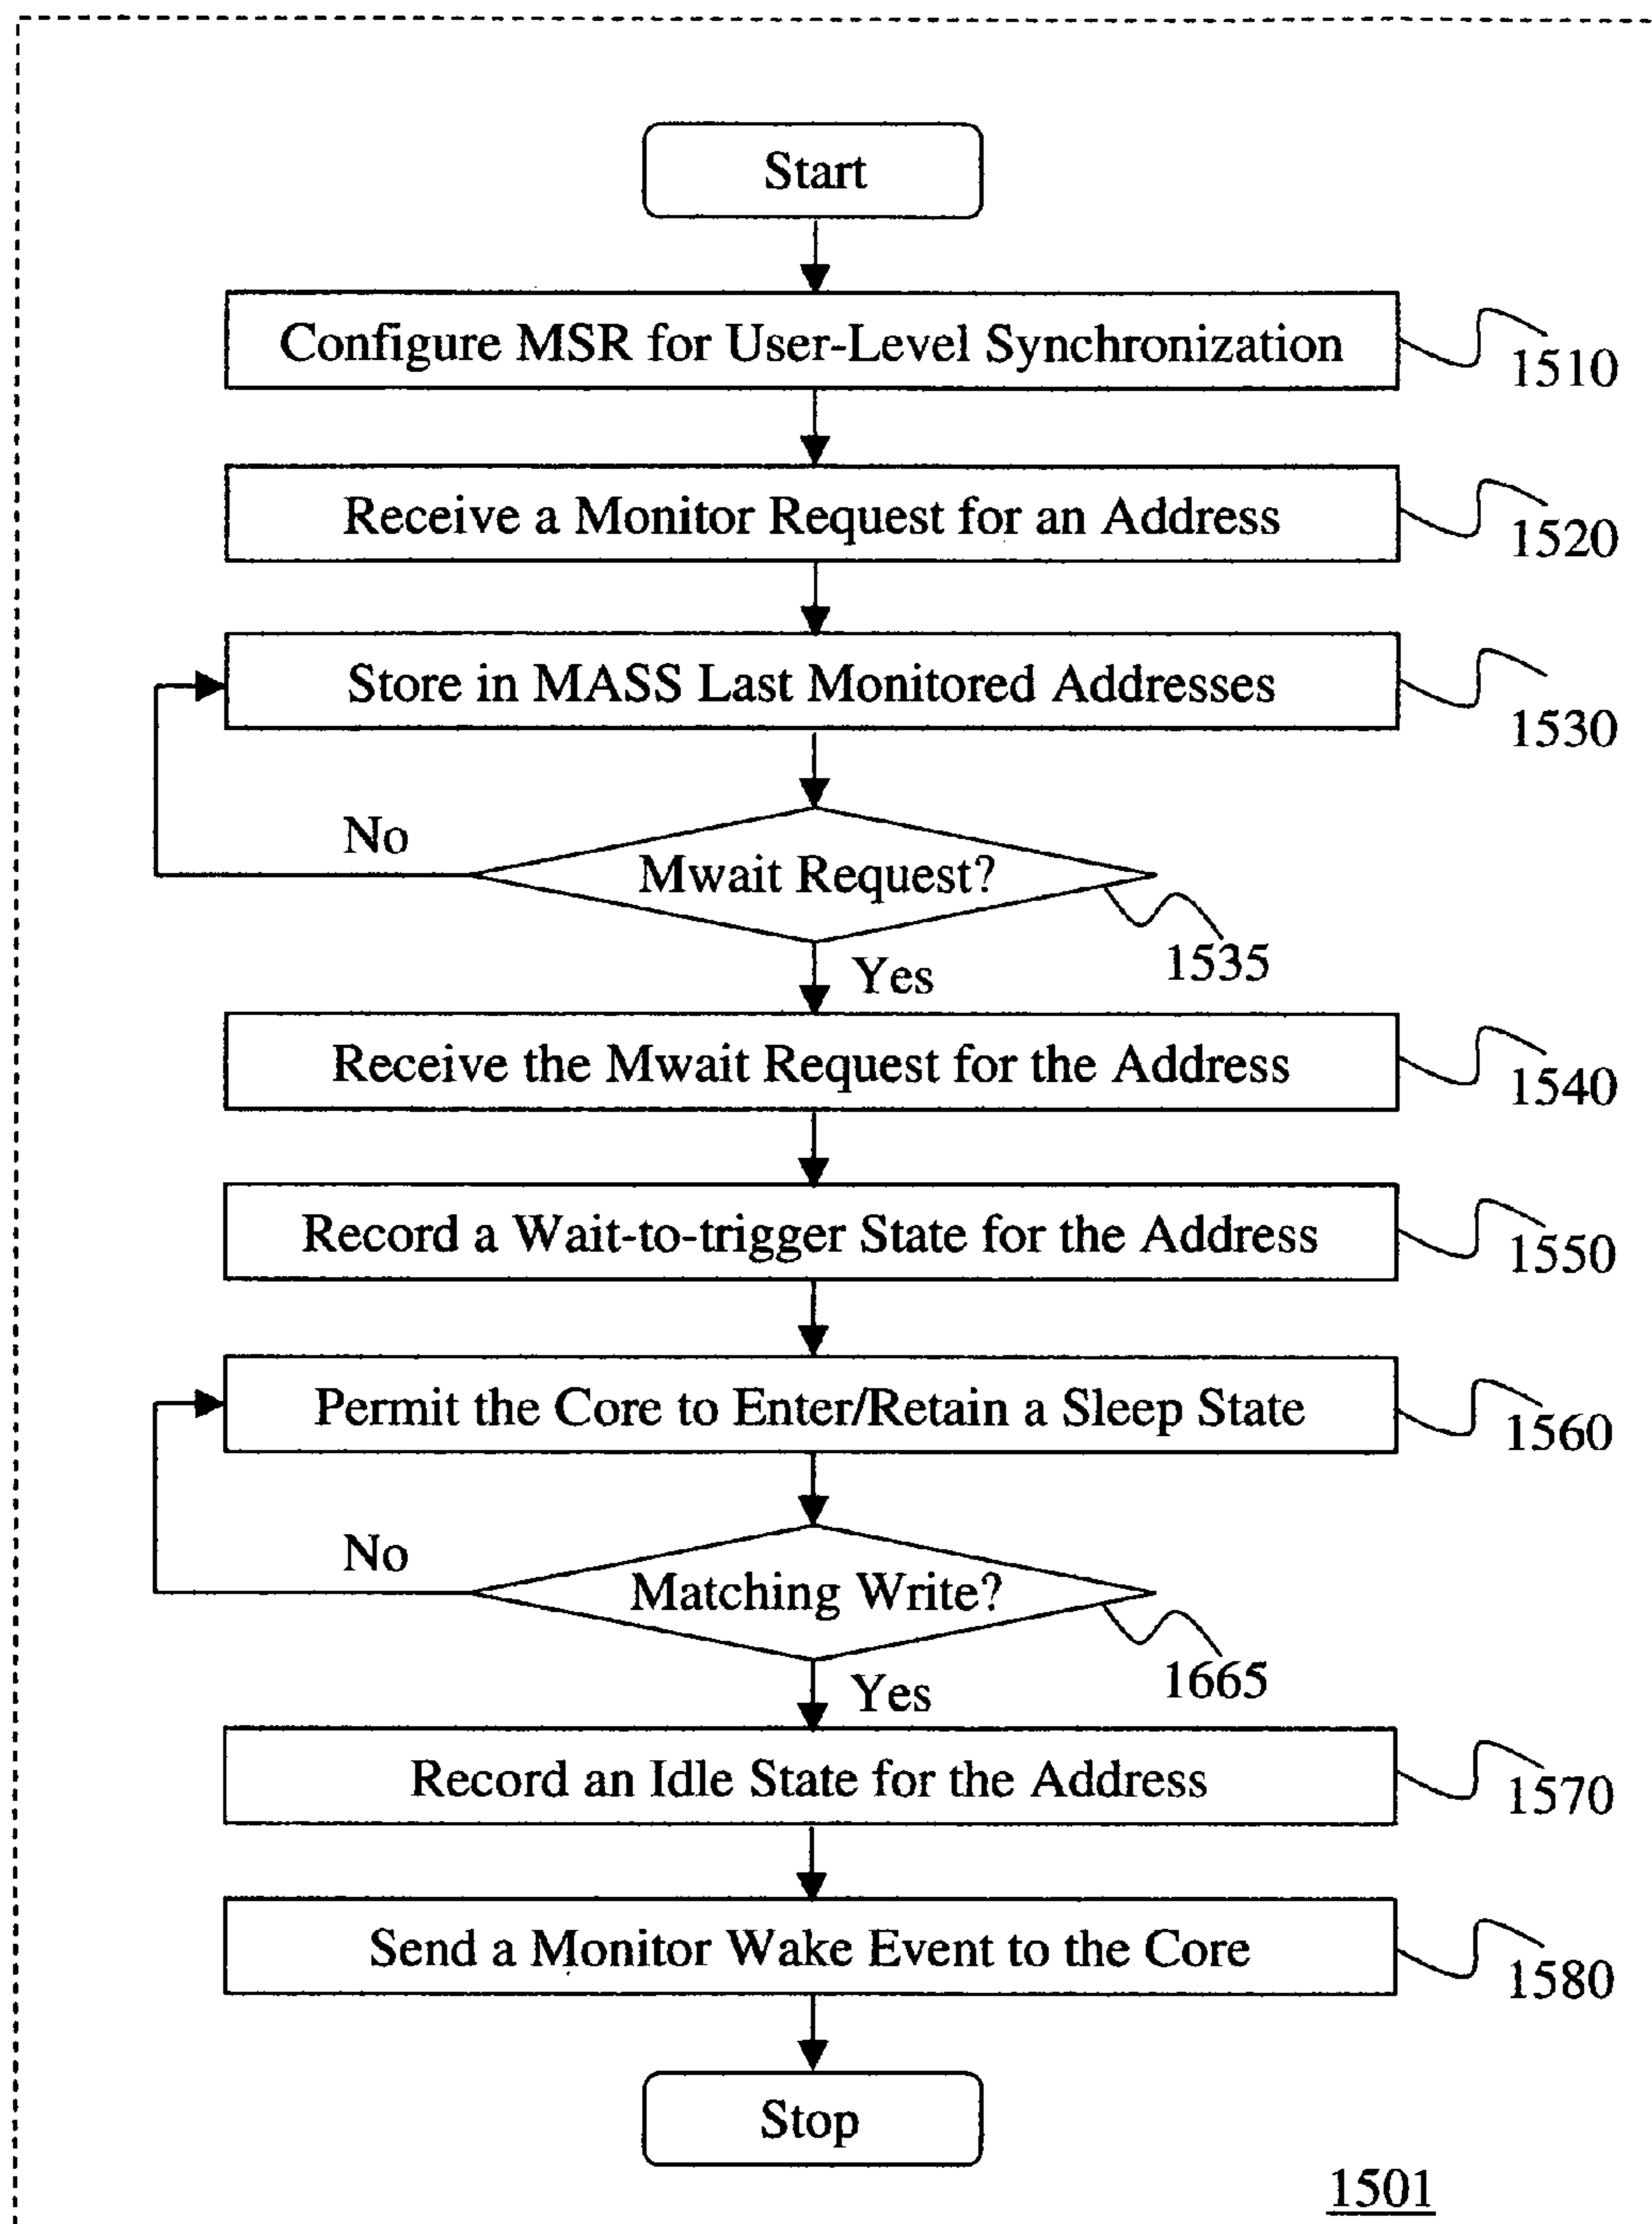 Start
Configure MSR for User-Level Synchronization
1510
Receive a Monitor Request for an Address
1520
Store in MASS Last Monitored Addresses
1530
No
Mwait Request?
1535
Yes
Receive the Mwait Request for the Address
1540
Record a Wait-to-trigger State for the Address
1550
Permit the Core to Enter/Retain a Sleep State
1560
No
Matching Write?
1665
Yes
Record an Idle State for the Address
1570
Send a Monitor Wake Event to the Core
1580
Stop
1501